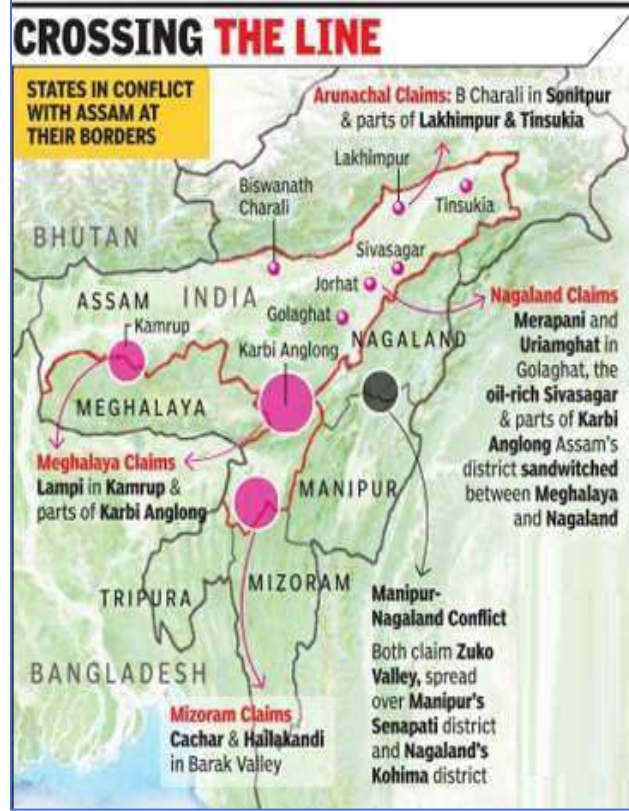 CROSSING THE LINE
STATES IN CONFLICT
WITH ASSAM AT
THEIR BORDERS
Arunachal Claims: B Charali in Sonitpur
& parts of Lakhimpur & Tinsukia
Lakhimpur
Biswanath
Charali
Tinsukia
BHUTAN
Sivasagar
ASSAM
INDIA
Jorhat
Kamrup
Golaghat
Karbi Anglong
NAGALAND
Nagaland Claims
Merapani and
Uriamghat in
Golaghat, the
oil-rich Sivasagar
& parts of Karbi
Anglong Assam's
district sandwitched
between Meghalaya
and Nagaland
MEGHALAYA
Meghalaya Claims
Lampi in Kamrup &
parts of Karbi Anglong
MANIPUR
TRIPURA
MIZORAM
BANGLADESH
Manipur-
Nagaland Conflict
Both claim Zuko
Valley, spread
over Manipur's
Senapati district
and Nagaland's
Kohima district
Mizoram Claims
Cachar & Hailakandi
in Barak Valley